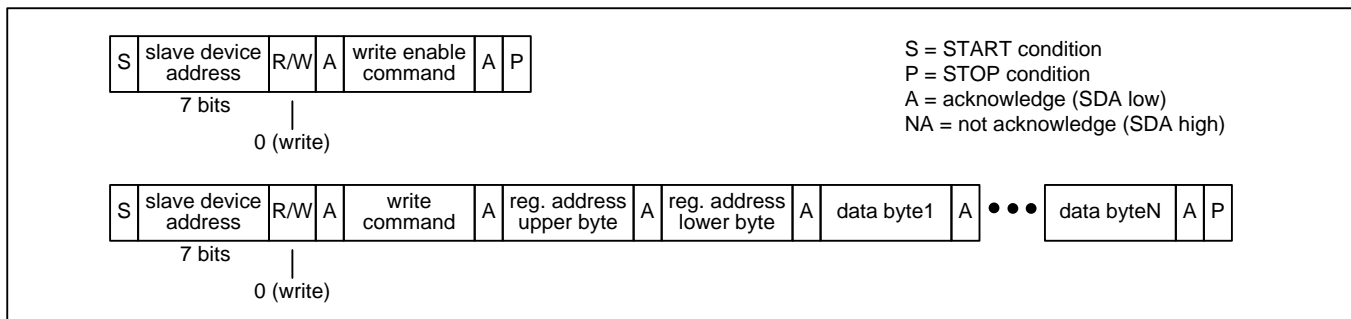 S slave device address R/W A write enable command A P
7 bits
0 (write)
S = START condition
P = STOP condition
A = acknowledge (SDA low)
NA = not acknowledge (SDA high)
S slave device address R/W A write command A reg. address upper byte A reg. address lower byte A data byte1 A ••• data byteN A P
7 bits
0 (write)